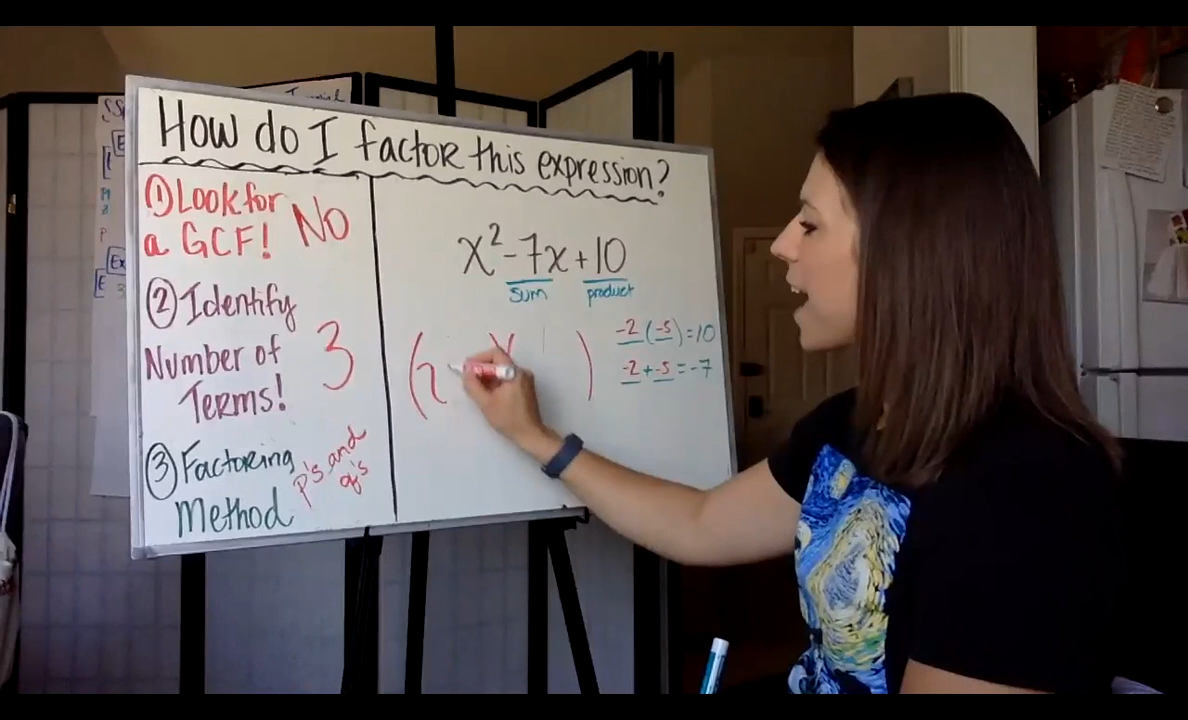 How do I factor this expression?
① Look for
a GCF!
No
② Identify
Number of
Terms!
3
③ Factoring
Method
p's and
q's
x²-7x+10
sum product
-2(-5)=10
-2+-5=-7
( )( )